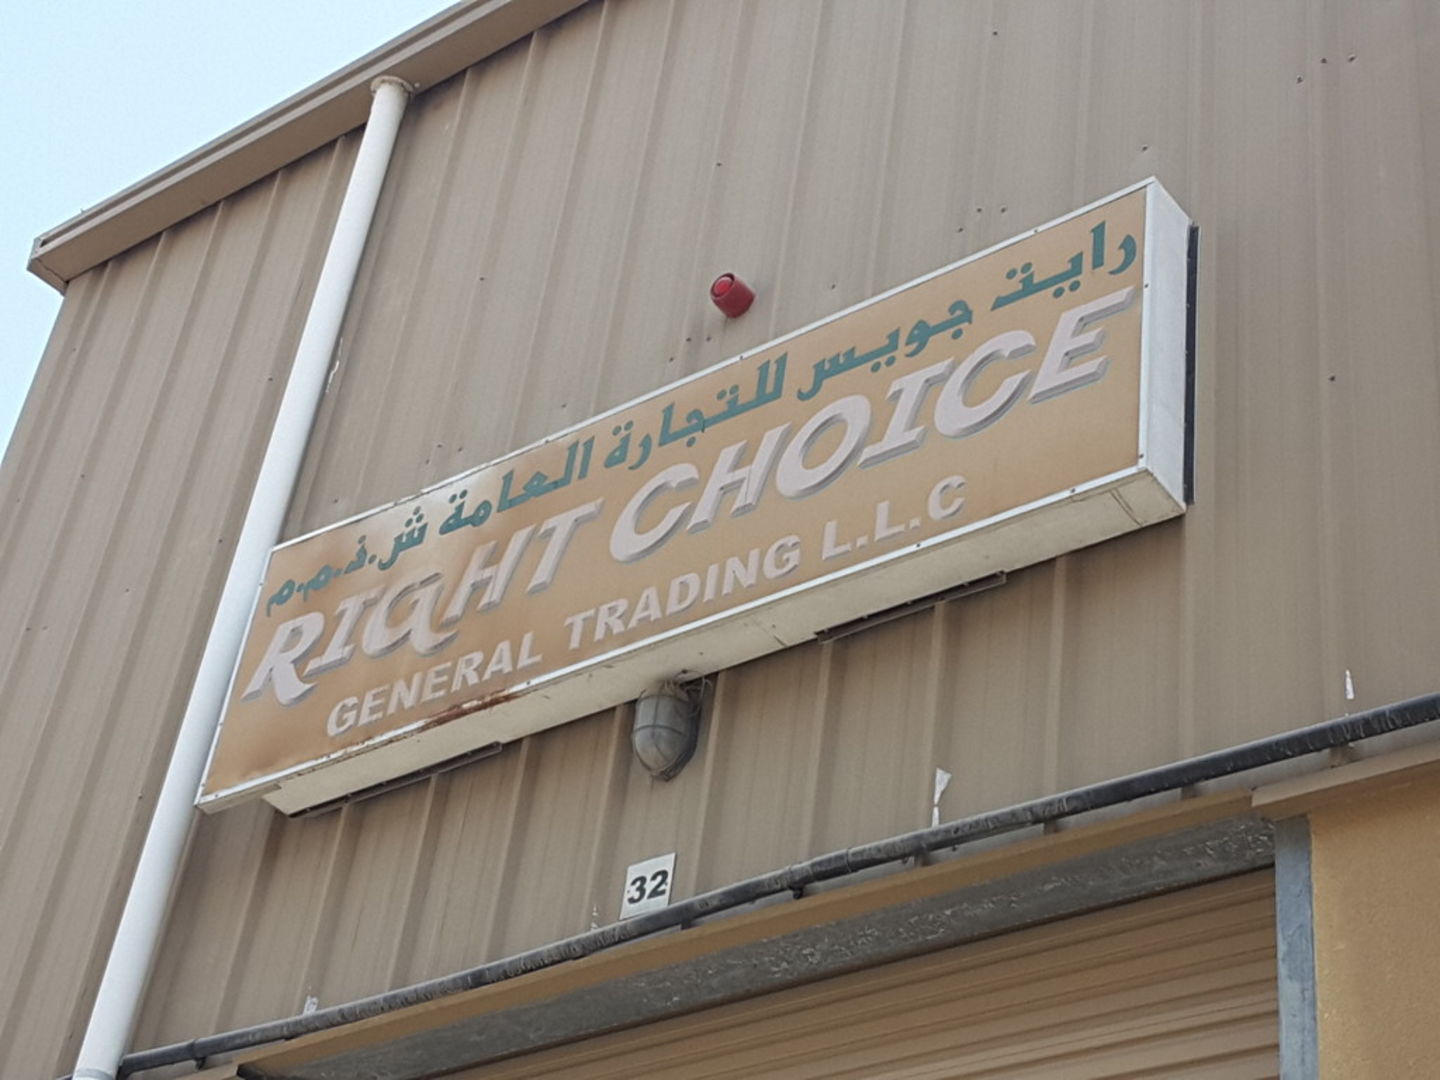 رايت جويس للتجارة العامة ش.ذ.م.م
RIGHT CHOICE
GENERAL TRADING L.L.C
32